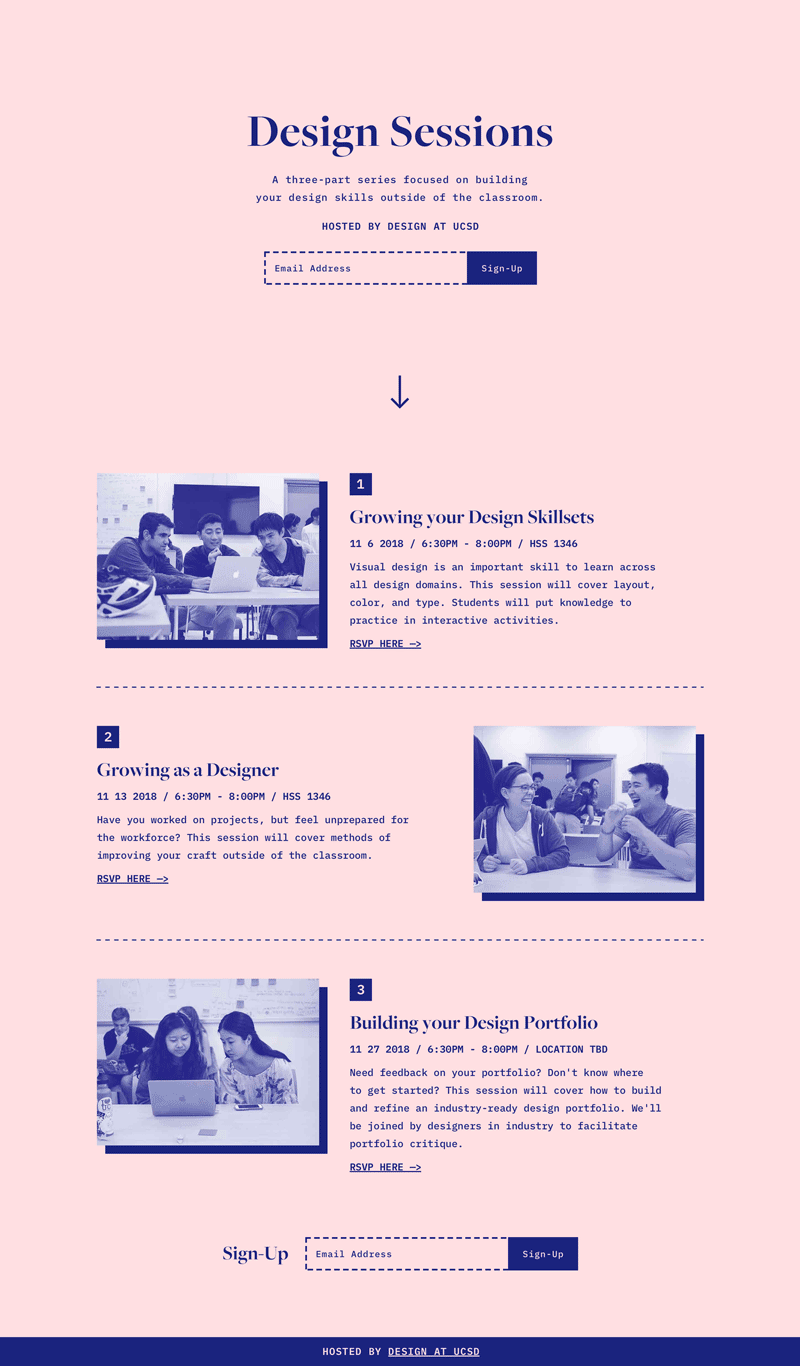 Design Sessions
A three-part series focused on building
your design skills outside of the classroom.
HOSTED BY DESIGN AT UCSD
Email Address
Sign-Up
1
Growing your Design Skillsets
11 6 2018 / 6:30PM - 8:00PM / HSS 1346
Visual design is an important skill to learn across
all design domains. This session will cover layout,
color, and type. Students will put knowledge to
practice in interactive activities.
RSVP HERE —>
2
Growing as a Designer
11 13 2018 / 6:30PM - 8:00PM / HSS 1346
Have you worked on projects, but feel unprepared for
the workforce? This session will cover methods of
improving your craft outside of the classroom.
RSVP HERE —>
3
Building your Design Portfolio
11 27 2018 / 6:30PM - 8:00PM / LOCATION TBD
Need feedback on your portfolio? Don't know where
to get started? This session will cover how to build
and refine an industry-ready design portfolio. We'll
be joined by designers in industry to facilitate
portfolio critique.
RSVP HERE —>
Sign-Up
Email Address
Sign-Up
HOSTED BY DESIGN AT UCSD